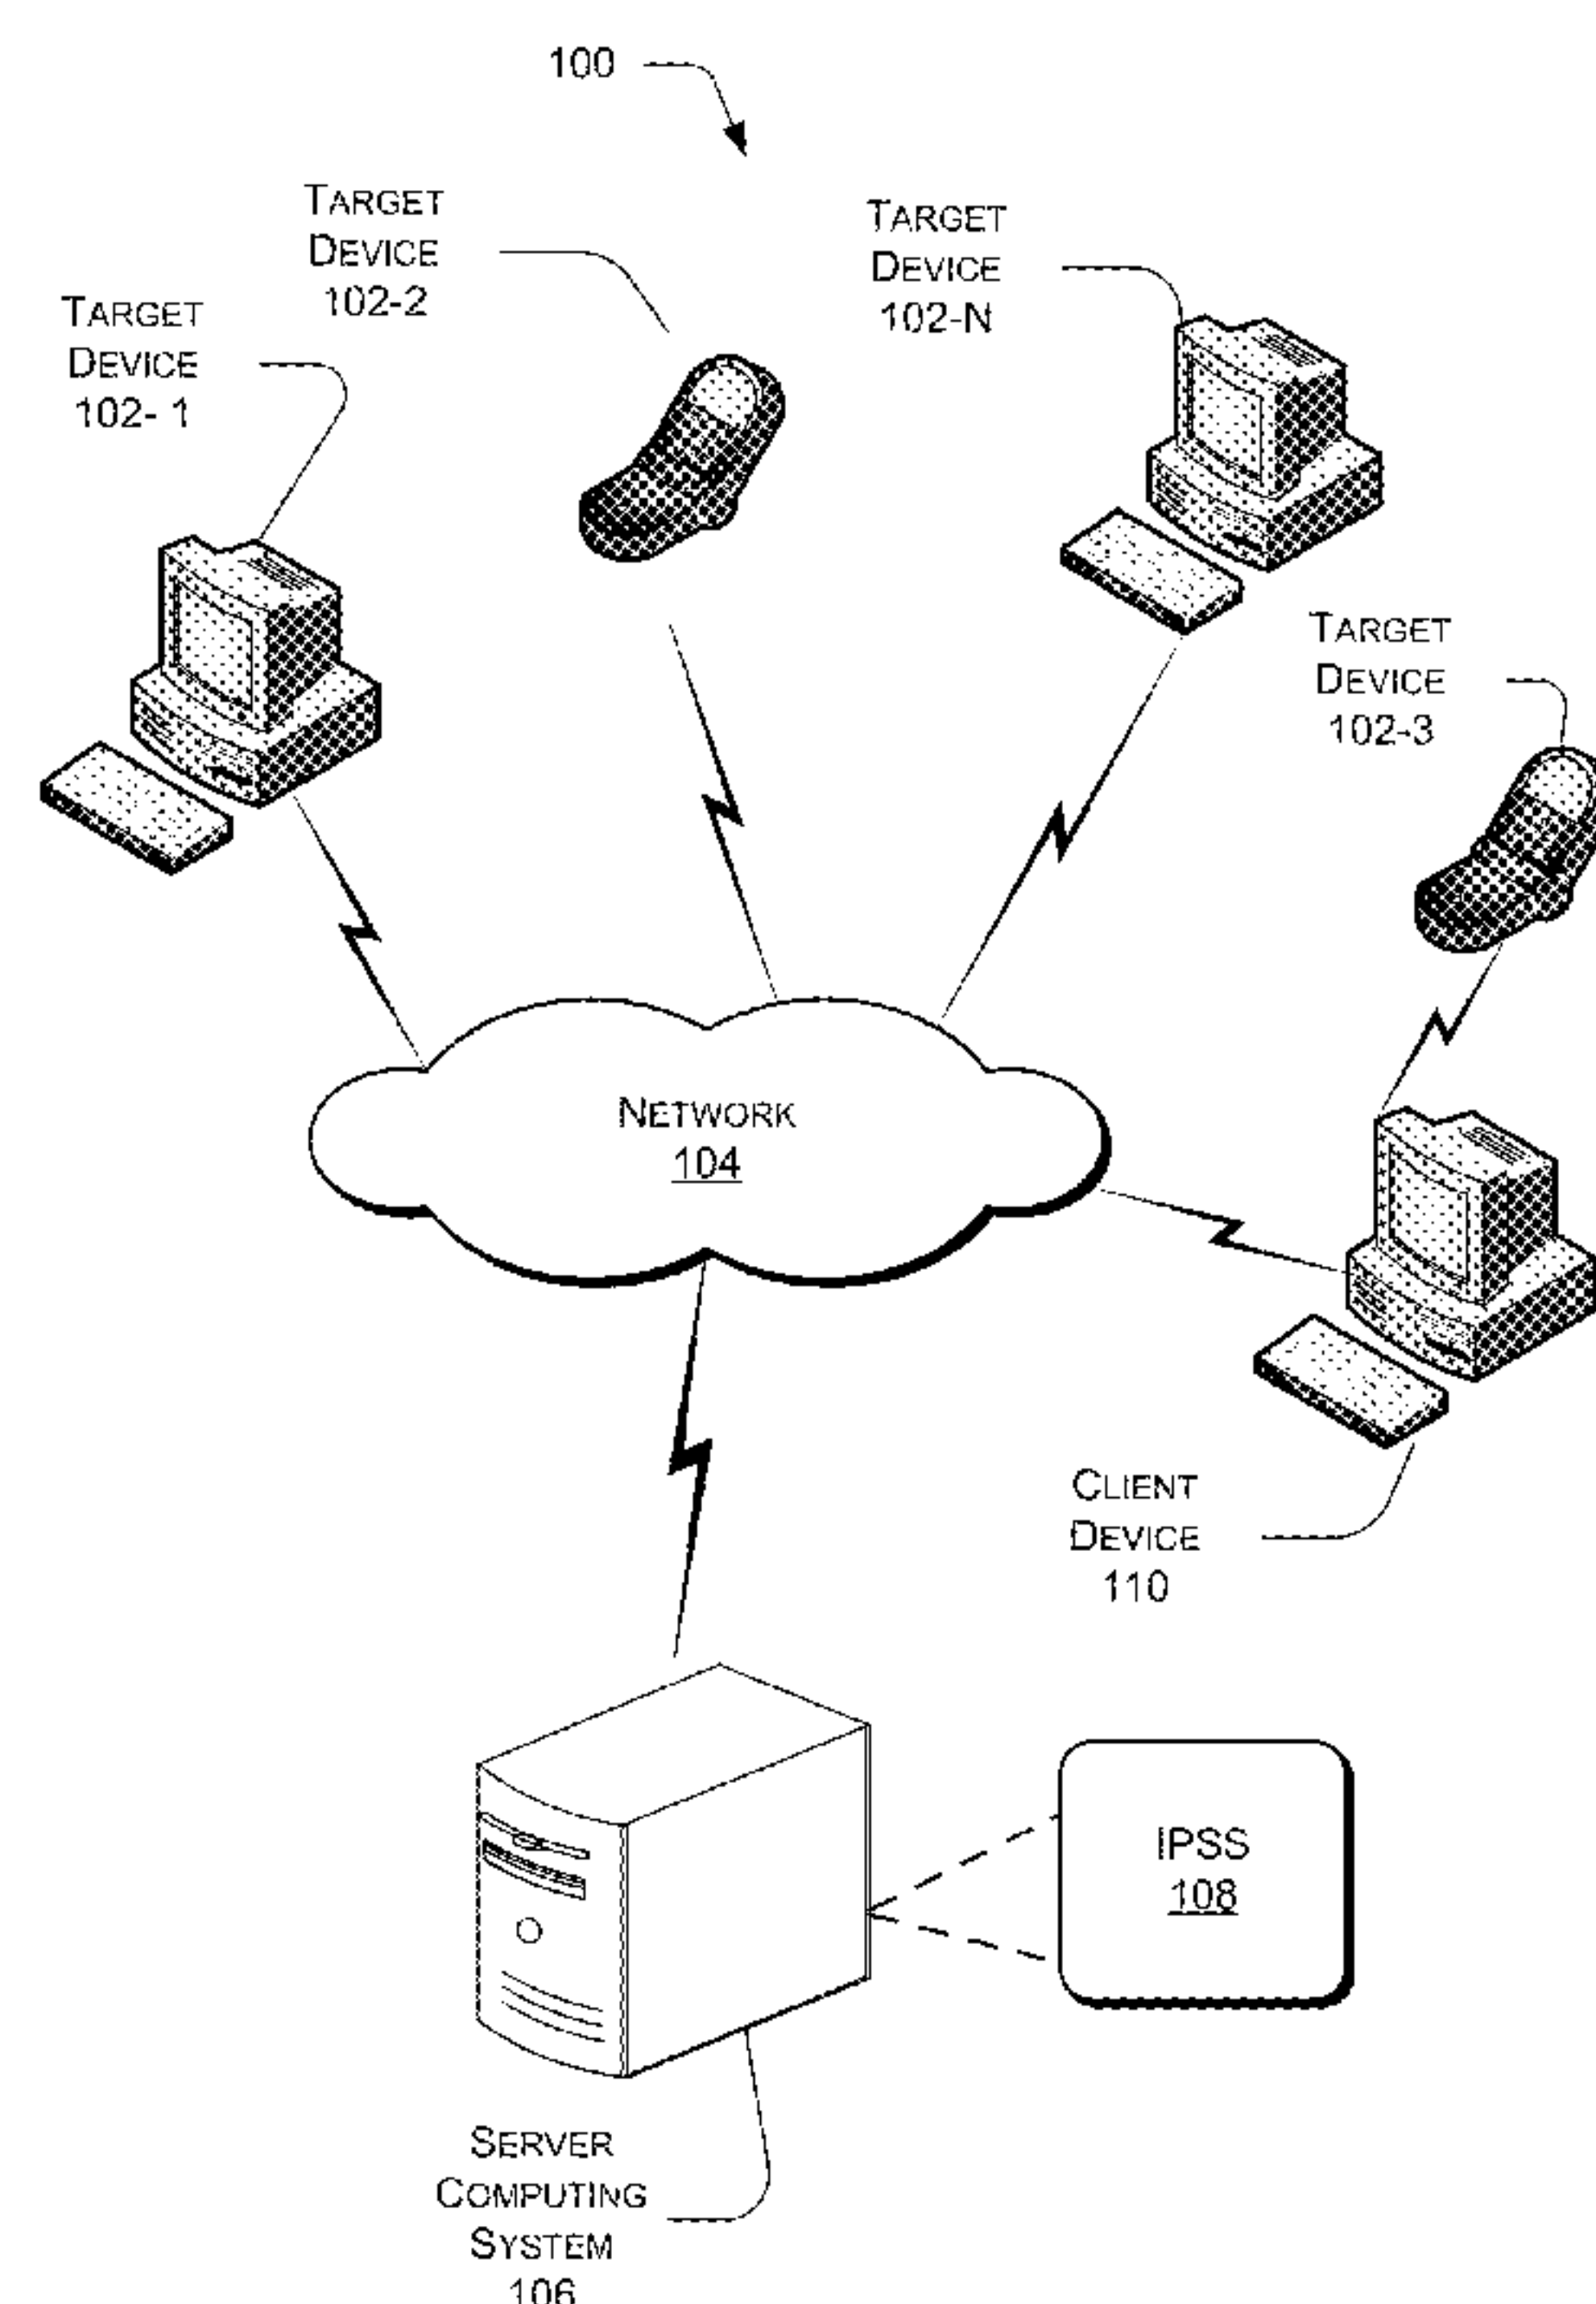 100
TARGET
DEVICE
102-2
TARGET
DEVICE
102-N
TARGET
DEVICE
102- 1
TARGET
DEVICE
102-3
NETWORK
104
CLIENT
DEVICE
110
IPSS
108
SERVER
COMPUTING
SYSTEM
106